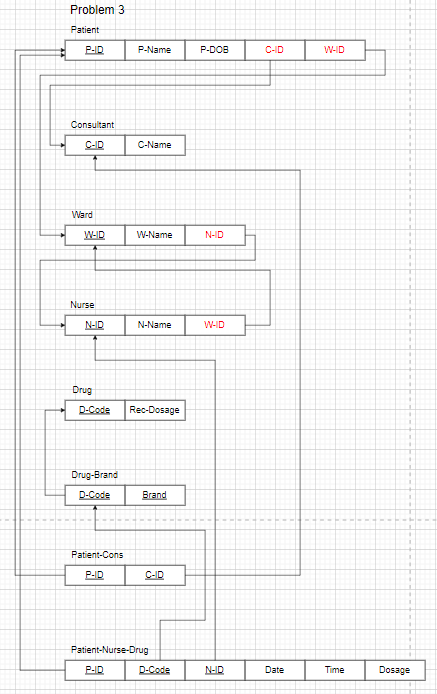 Problem 3
Patient
P-ID P-Name P-DOB C-ID W-ID
Consultant
C-ID C-Name
Ward
W-ID W-Name N-ID
Nurse
N-ID N-Name W-ID
Drug
D-Code Rec-Dosage
Drug-Brand
D-Code Brand
Patient-Cons
P-ID C-ID
Patient-Nurse-Drug
P-ID D-Code N-ID Date Time Dosage